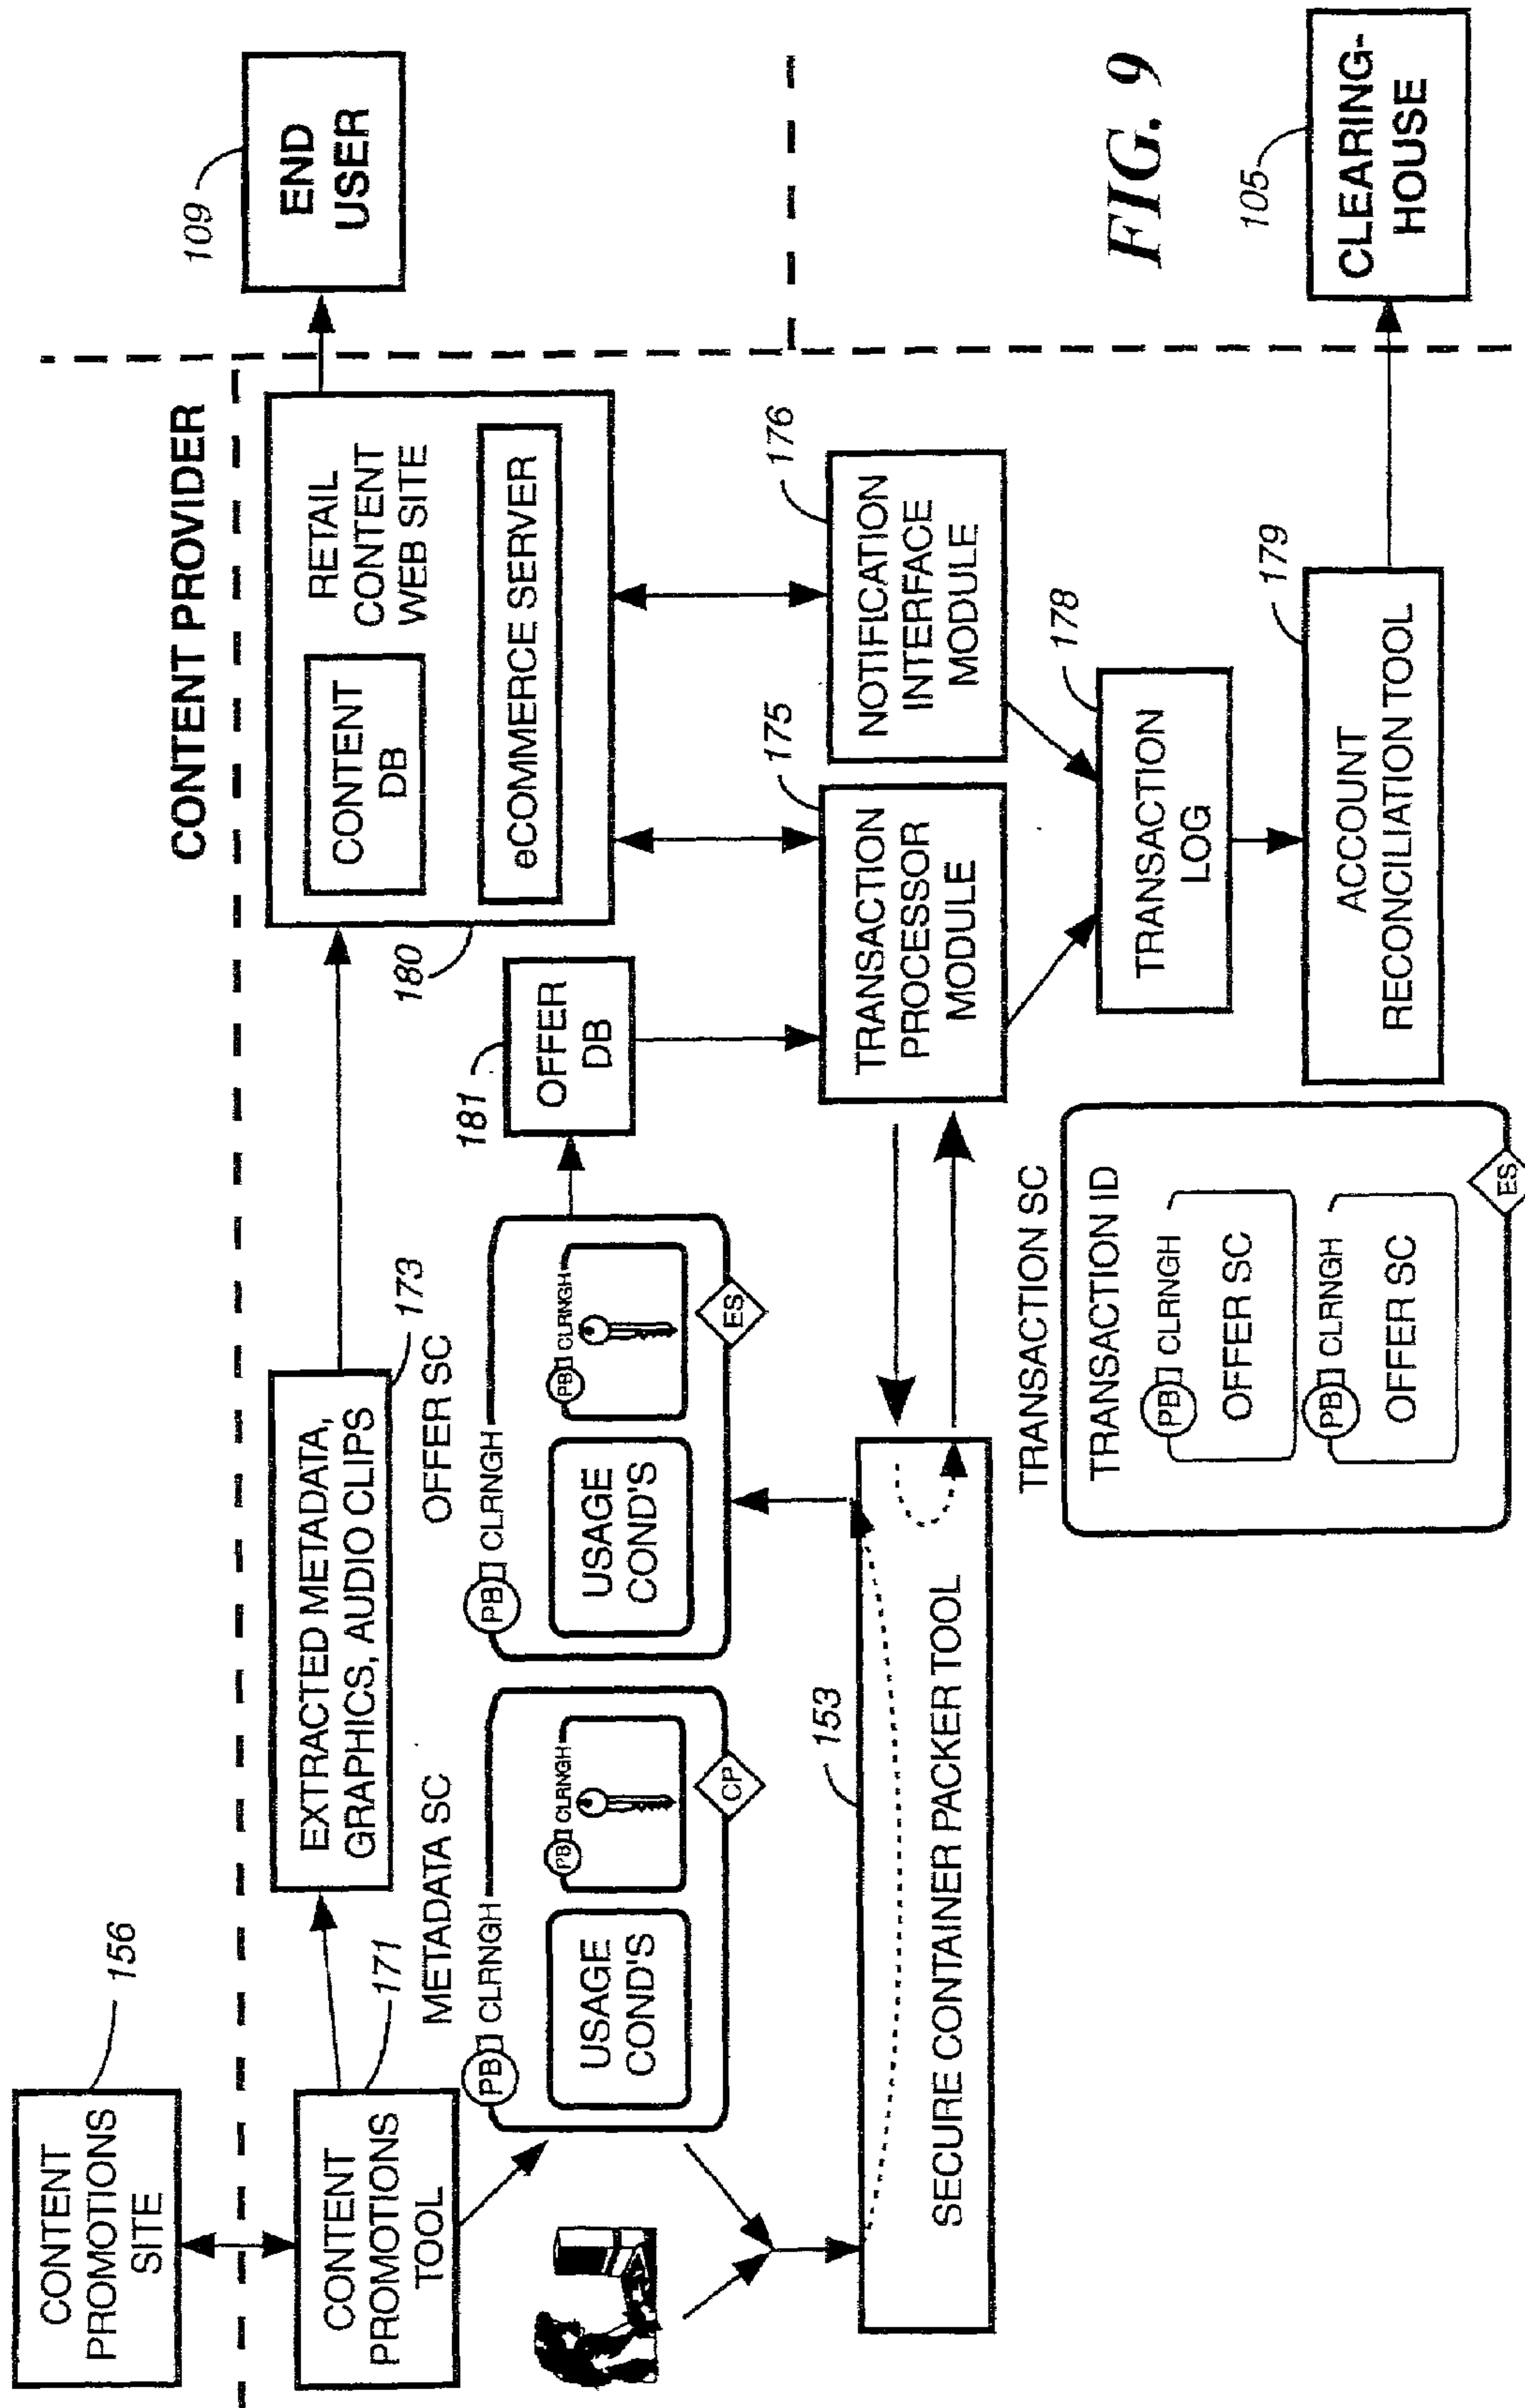 CONTENT PROVIDER
CONTENT
PROMOTIONS
SITE
156
CONTENT
PROMOTIONS
TOOL
171
EXTRACTED METADATA,
GRAPHICS, AUDIO CLIPS
173
RETAIL
CONTENT
WEB SITE
CONTENT
DB
eCOMMERCE SERVER
180
END
USER
109
METADATA SC
PB CLRNGH
USAGE
COND'S
PB CLRNGH
CP
OFFER SC
PB CLRNGH
USAGE
COND'S
PB CLRNGH
ES
181
OFFER
DB
153
SECURE CONTAINER PACKER TOOL
175
TRANSACTION
PROCESSOR
MODULE
176
NOTIFICATION
INTERFACE
MODULE
178
TRANSACTION
LOG
TRANSACTION SC
TRANSACTION ID
PB CLRNGH
OFFER SC
PB CLRNGH
OFFER SC
ES
179
ACCOUNT
RECONCILIATION TOOL
FIG. 9
105
CLEARING-
HOUSE